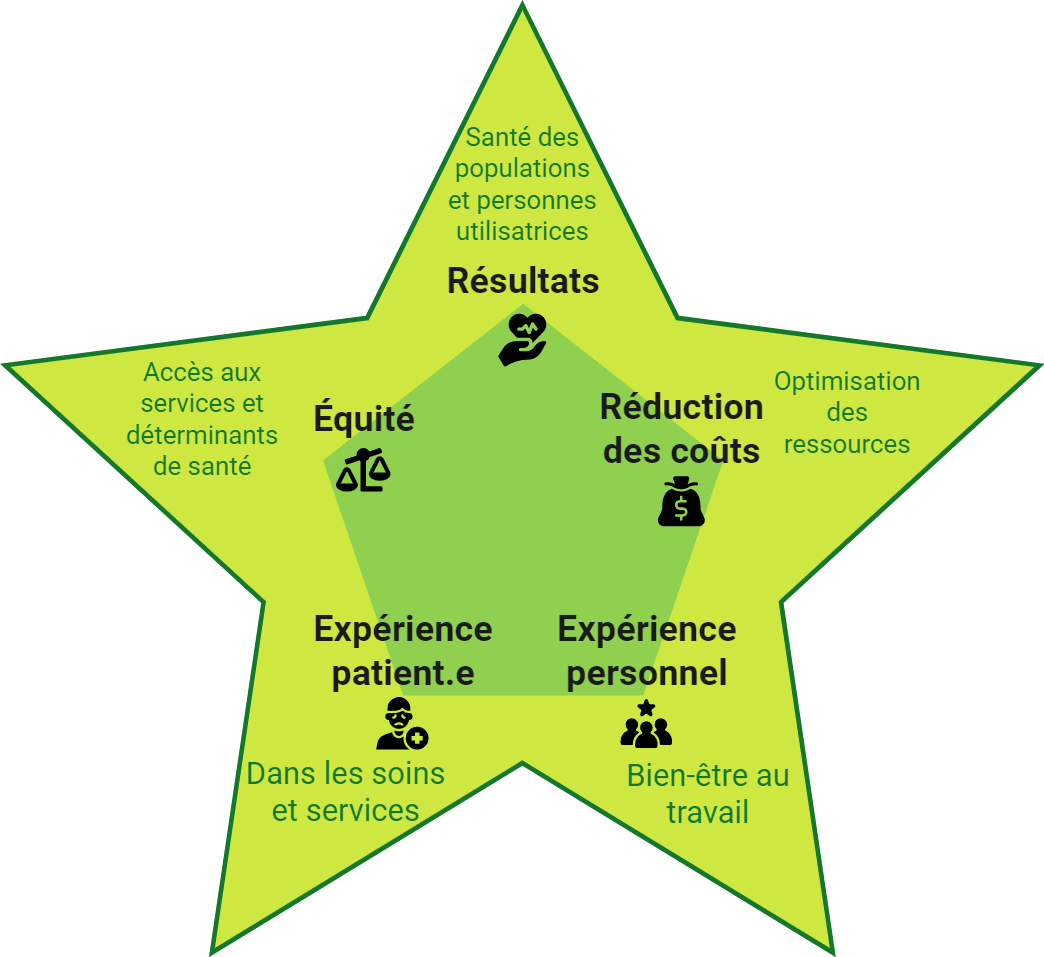 Santé des
populations
et personnes
utilisatrices
Résultats
Accès aux
services et
déterminants
de santé
Équité
Réduction
des coûts
Optimisation
des
ressources
Expérience
patient.e
Dans les soins
et services
Expérience
personnel
Bien-être au
travail